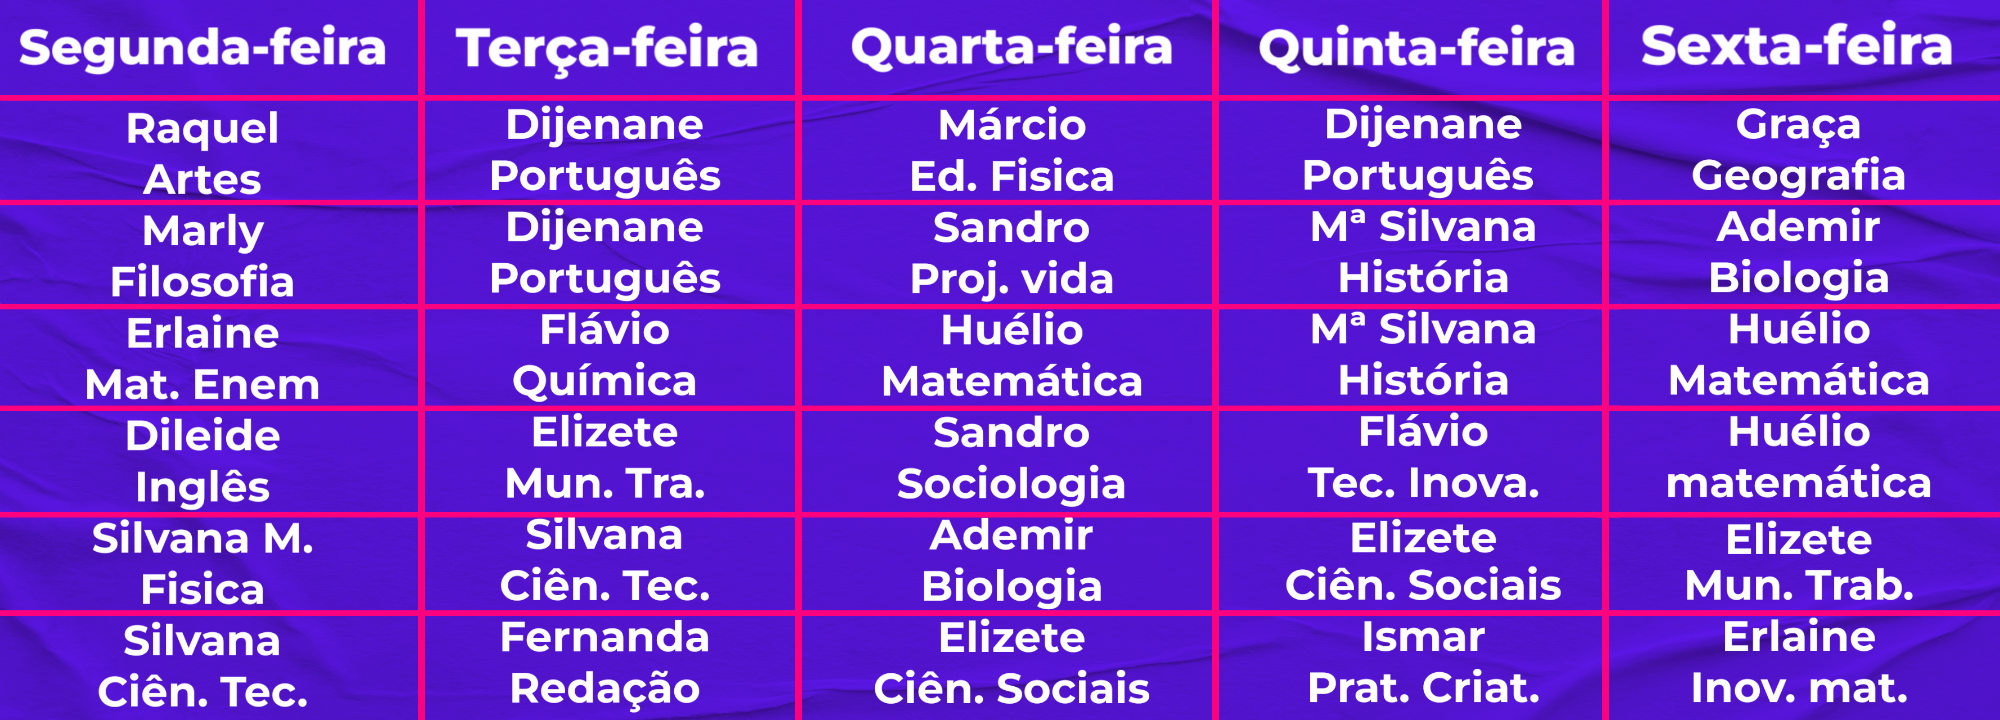 Segunda-feira Terça-feira Quarta-feira Quinta-feira Sexta-feira
Raquel Dijenane Márcio Dijenane Graça
Artes Português Ed. Fisica Português Geografia
Marly Dijenane Sandro Mª Silvana Ademir
Filosofia Português Proj. vida História Biologia
Erlaine Flávio Huélio Mª Silvana Huélio
Mat. Enem Química Matemática História Matemática
Dileide Elizete Sandro Flávio Huélio
Inglês Mun. Tra. Sociologia Tec. Inova. matemática
Silvana M. Silvana Ademir Elizete Elizete
Fisica Ciên. Tec. Biologia Ciên. Sociais Mun. Trab.
Silvana Fernanda Elizete Ismar Erlaine
Ciên. Tec. Redação Ciên. Sociais Prat. Criat. Inov. mat.